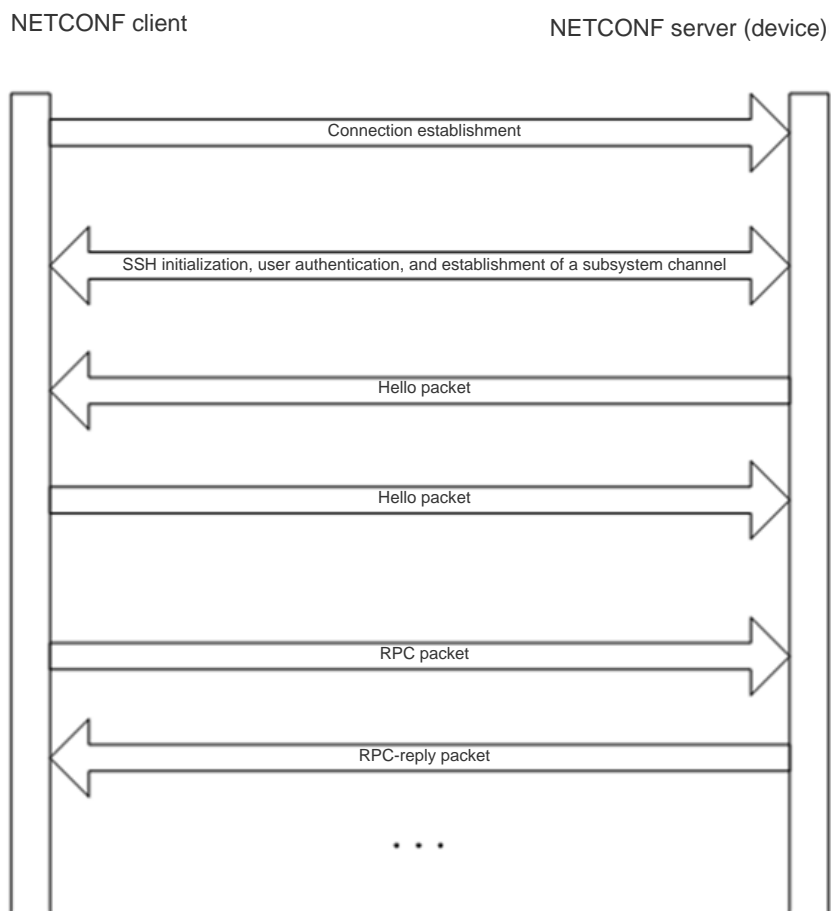 NETCONF client
NETCONF server (device)
Connection establishment
SSH initialization, user authentication, and establishment of a subsystem channel
Hello packet
Hello packet
RPC packet
RPC-reply packet
...